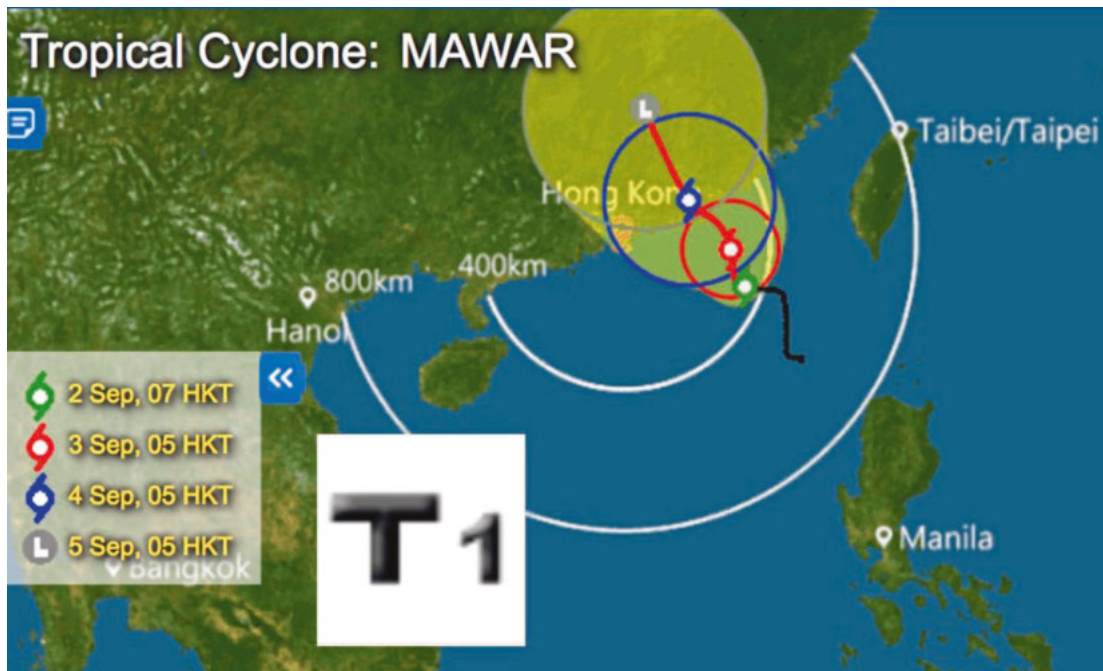 Tropical Cyclone: MAWAR
Taibei/Taipei
Hong Kong
400km
800km
Hanoi
2 Sep, 07 HKT
3 Sep, 05 HKT
4 Sep, 05 HKT
L 5 Sep, 05 HKT
Bangkok
T 1
Manila
L